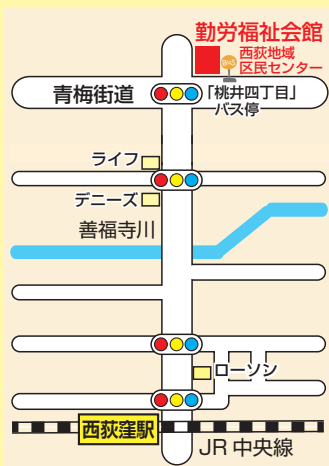 勤労福祉会館
西荻地域
区民センター
BUS
青梅街道
「桃井四丁目」
バス停
ライフ
デニーズ
善福寺川
ローソン
西荻窪駅
JR 中央線